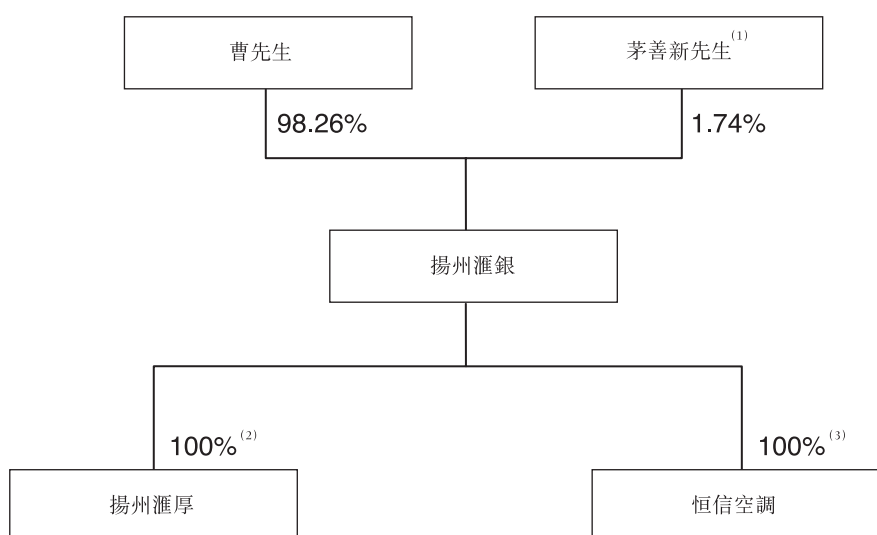 曹先生
茅善新先生(1)
98.26%
1.74%
揚州滙銀
100%(2)
100%(3)
揚州滙厚
恒信空調